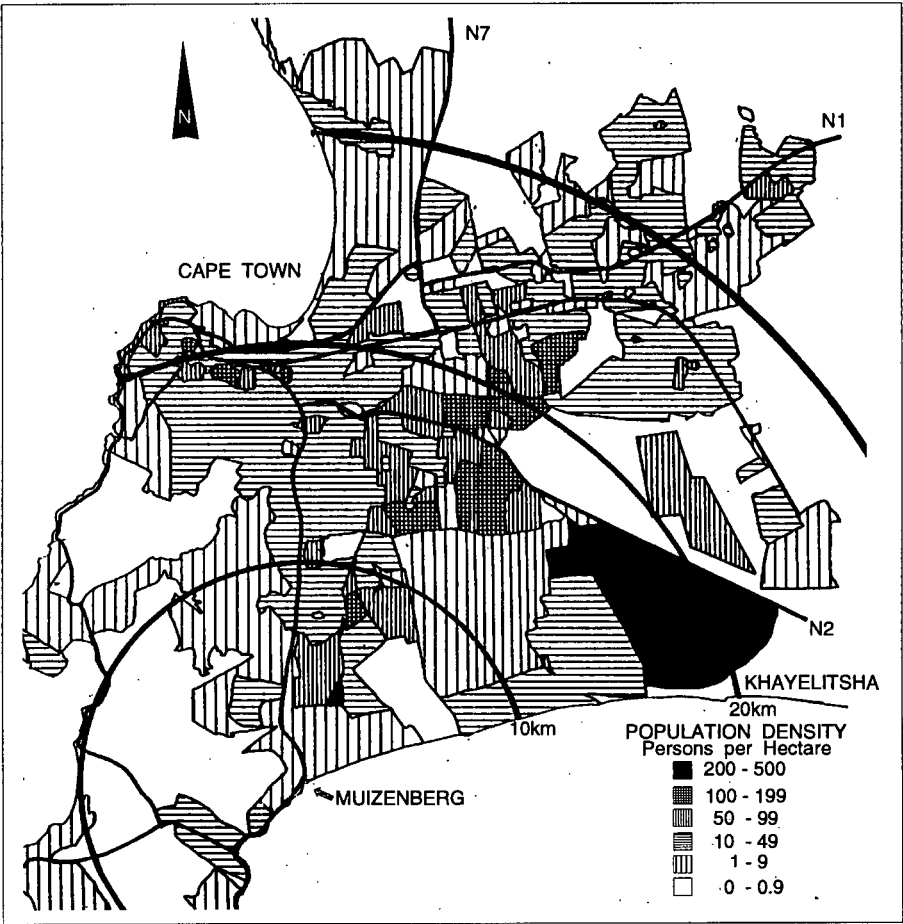 N7
N
N1
CAPE TOWN
N2
KHAYELITSHA
20km
10km
POPULATION DENSITY
Persons per Hectare
200 - 500
100 - 199
50 - 99
10 - 49
1 - 9
0 - 0.9
MUIZENBERG